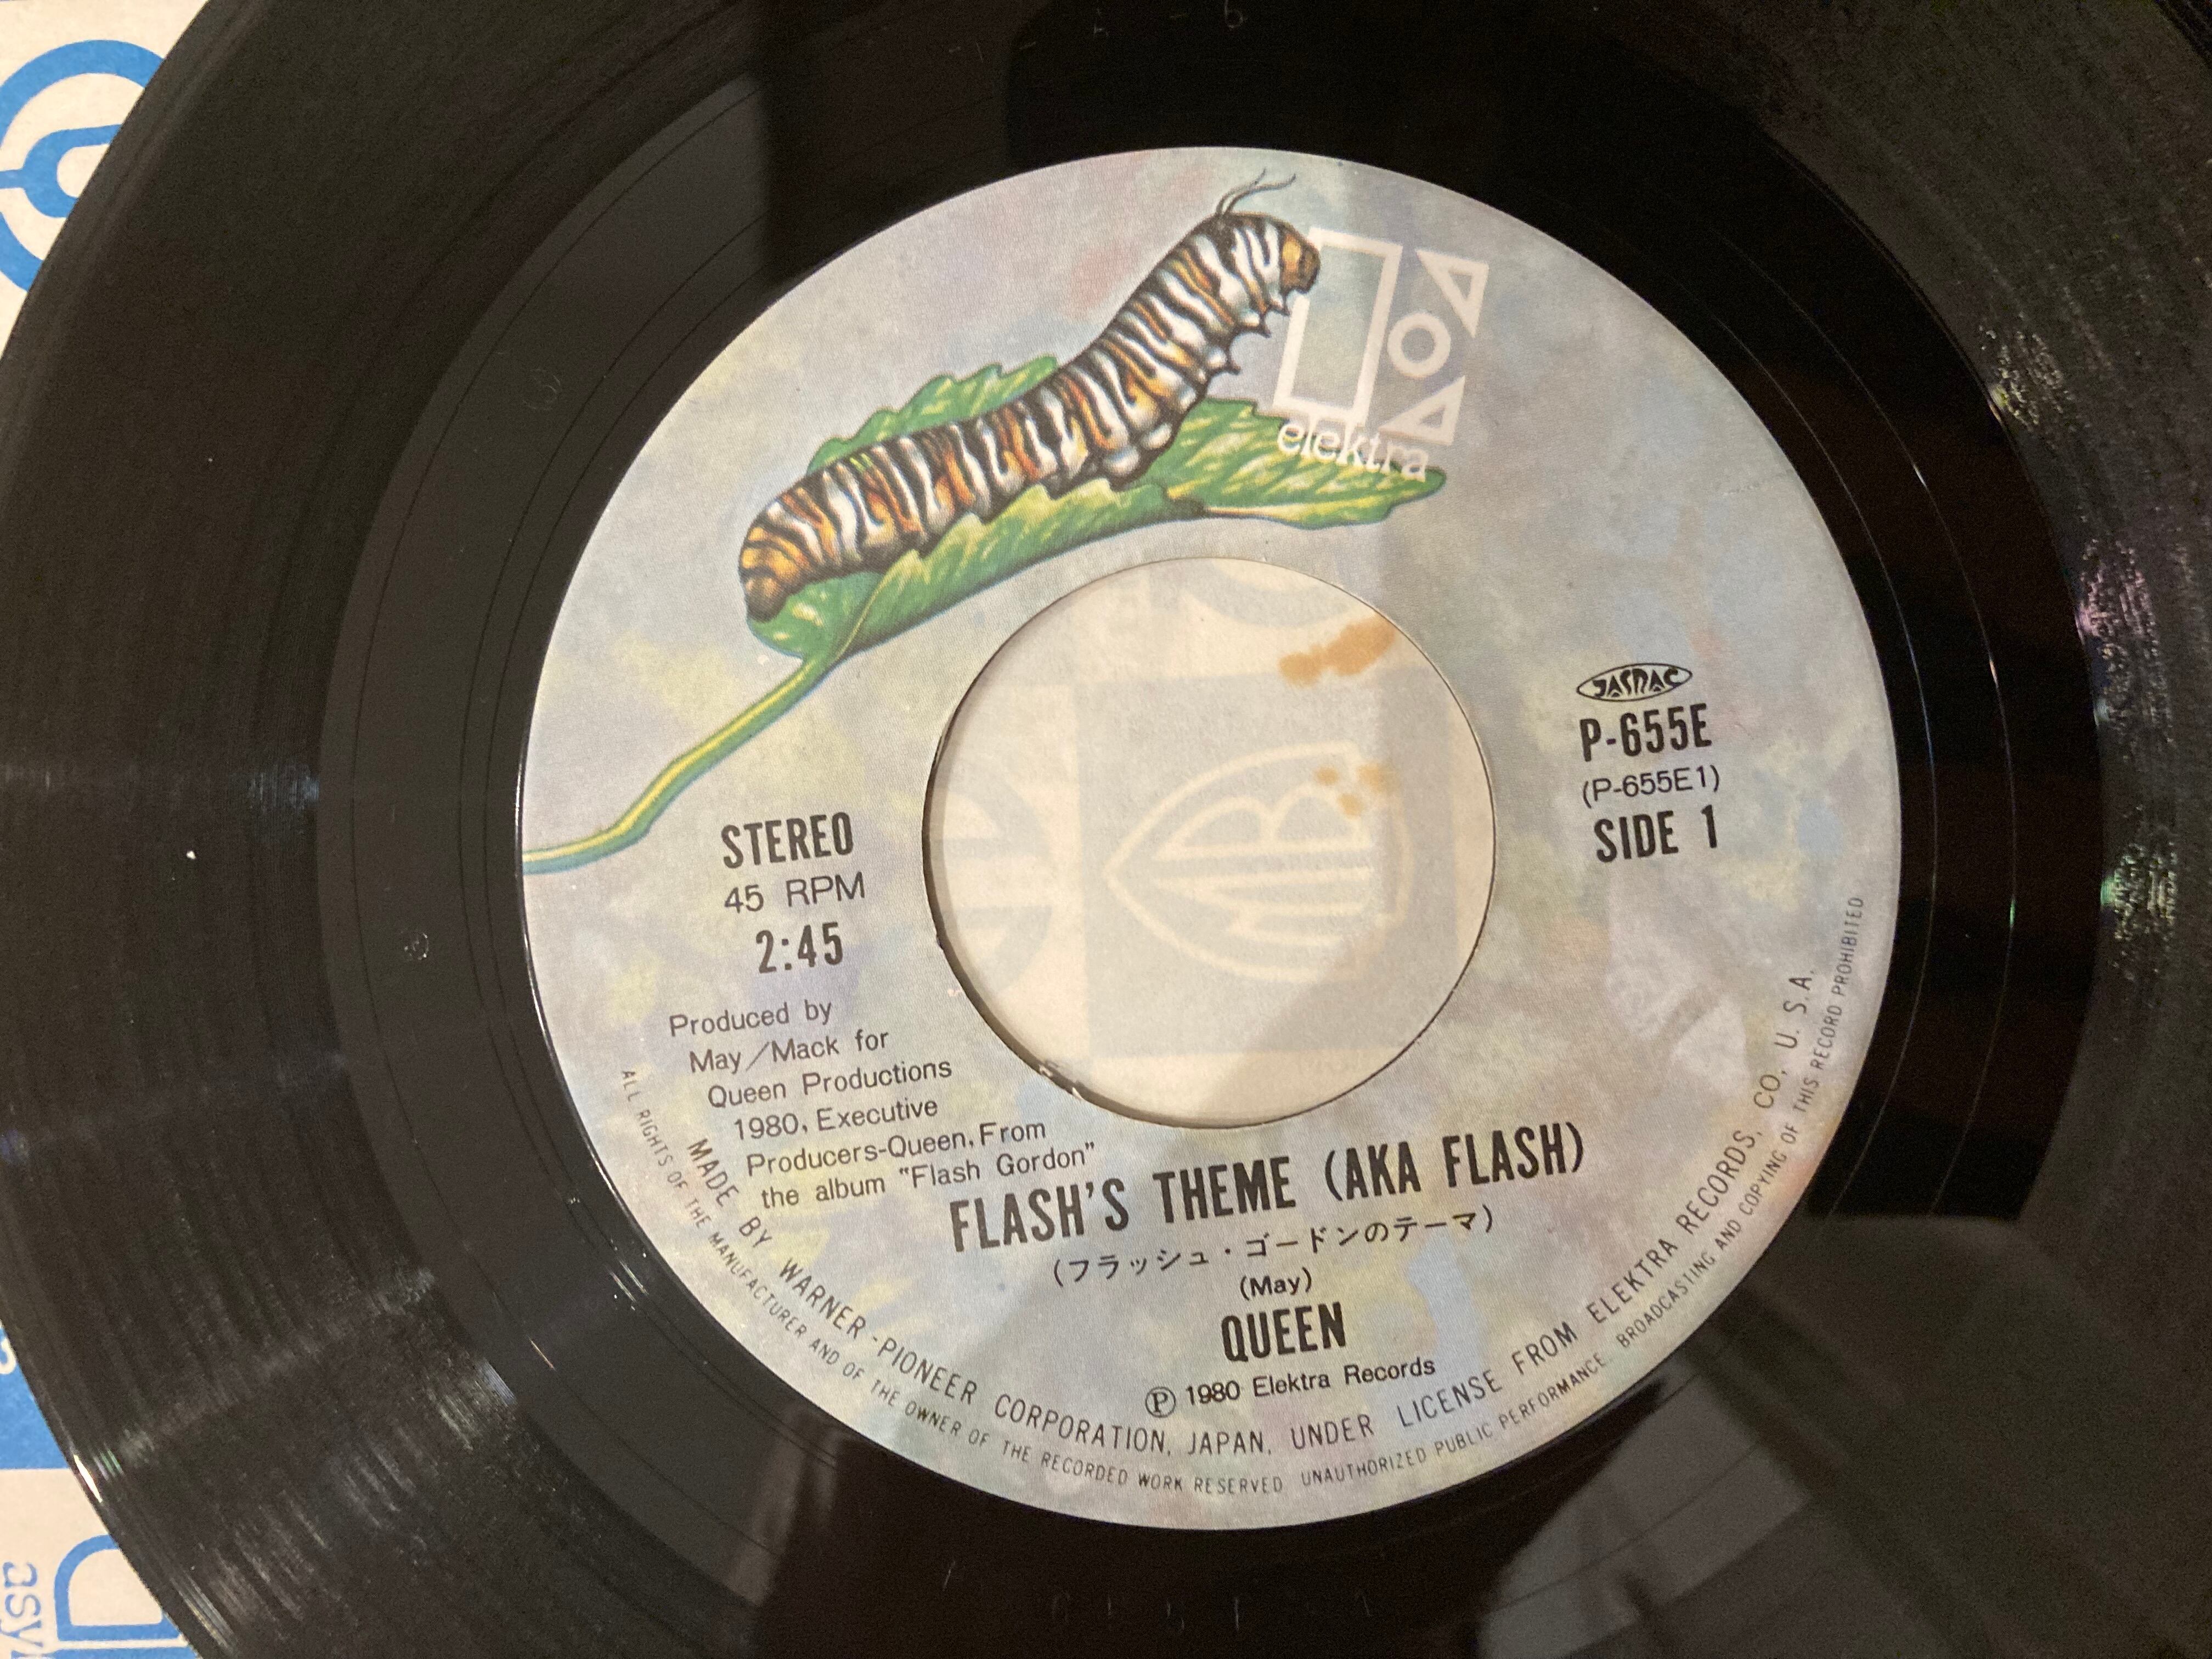 elektra
JASRAC
P-655E
(P-655E1)
SIDE 1
STEREO
45 RPM
2:45
Produced by
May/Mack for
Queen Productions
1980, Executive
Producers-Queen, From
the album "Flash Gordon"
FLASH'S THEME (AKA FLASH)
(フラッシュ・ゴードンのテーマ)
(May)
QUEEN
Ⓟ 1980 Elektra Records
MADE BY WARNER-PIONEER CORPORATION, JAPAN, UNDER LICENSE FROM ELEKTRA RECORDS, CO, U. S. A.
ALL RIGHTS OF THE MANUFACTURER AND OF THE OWNER OF THE RECORDED WORK RESERVED UNAUTHORIZED PUBLIC PERFORMANCE. BROADCASTING AND COPYING OF THIS RECORD PROHIBITED